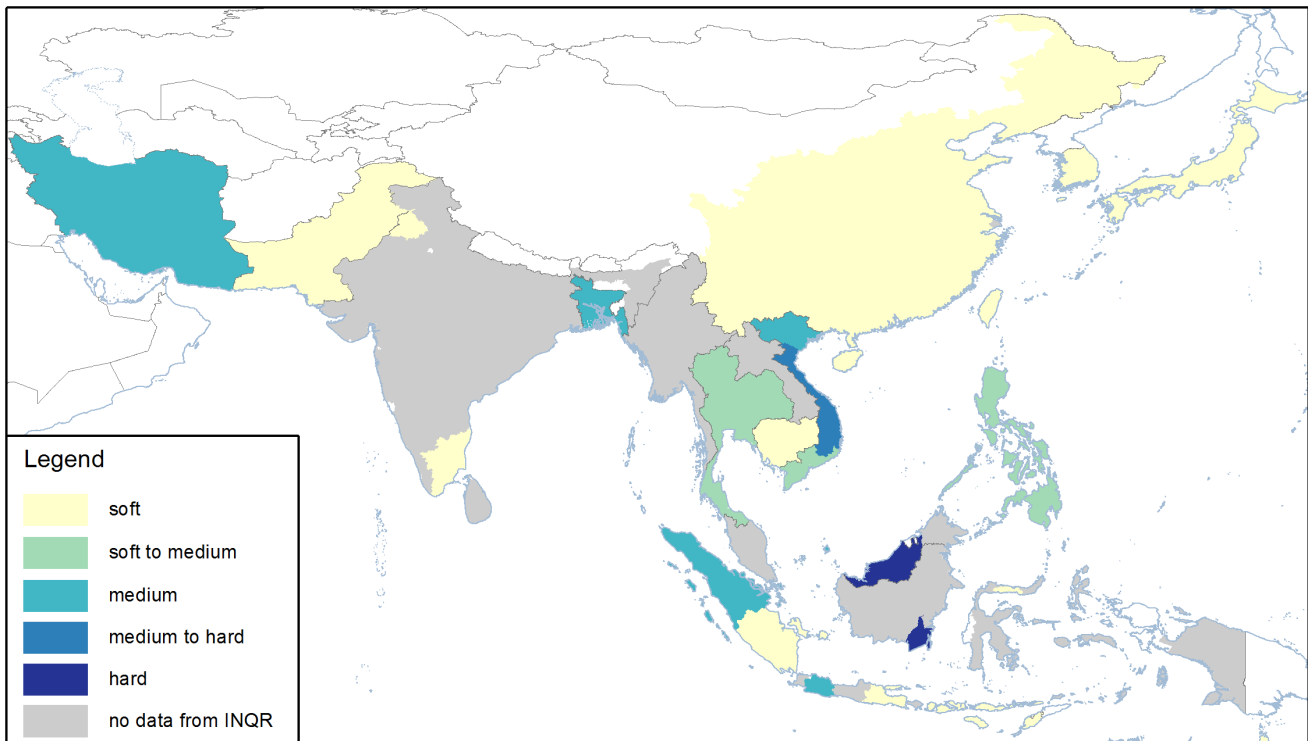 Legend
soft
soft to medium
medium
medium to hard
hard
no data from INQR